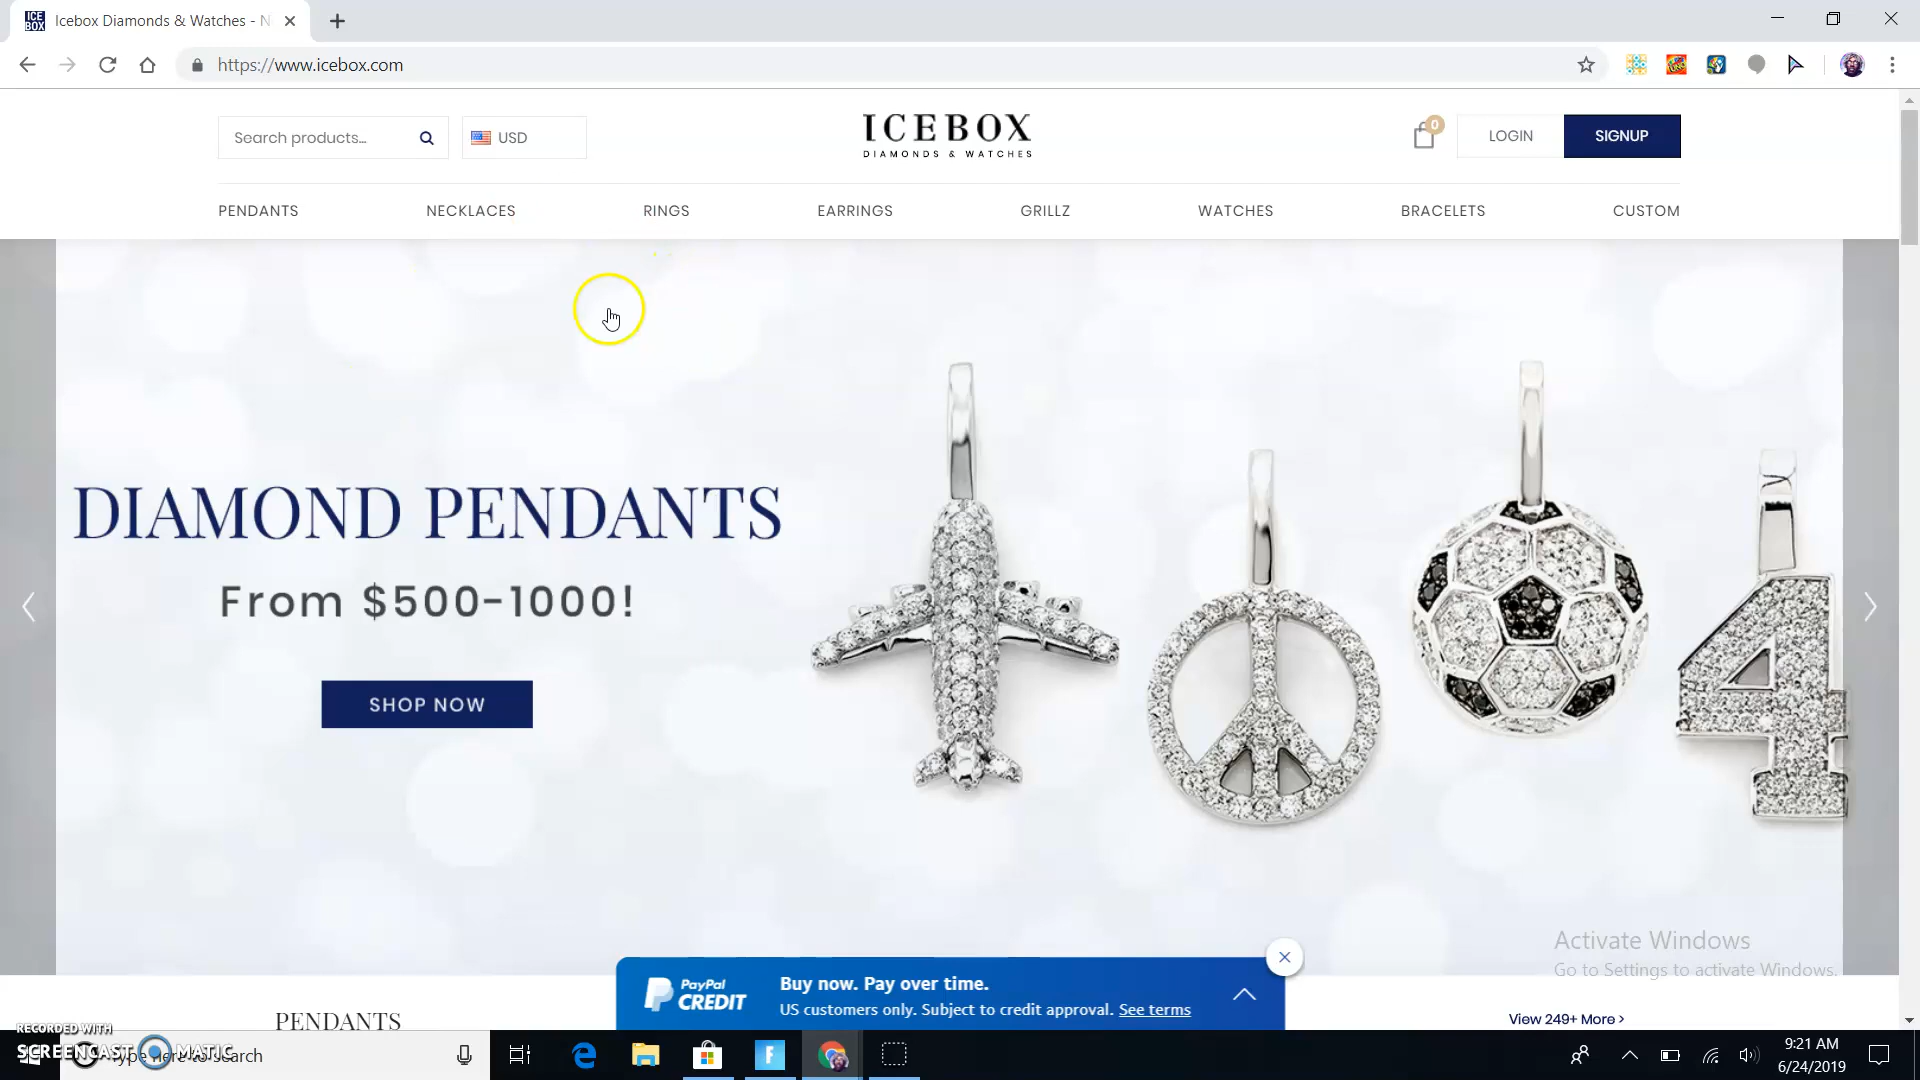 ICE
BOX
Icebox Diamonds & Watches - N
https://www.icebox.com
Search products...
USD
ICEBOX
DIAMONDS & WATCHES
0
LOGIN
SIGNUP
PENDANTS
NECKLACES
RINGS
EARRINGS
GRILLZ
WATCHES
BRACELETS
CUSTOM
DIAMOND PENDANTS
From $500-1000!
SHOP NOW
4
Activate Windows
Go to Settings to activate Windows.
PayPal
CREDIT
Buy now. Pay over time.
US customers only. Subject to credit approval. See terms
PENDANTS
View 249+ More >
RECORDED WITH
SCREENCAST MATIC
Type here to search
9:21 AM
6/24/2019